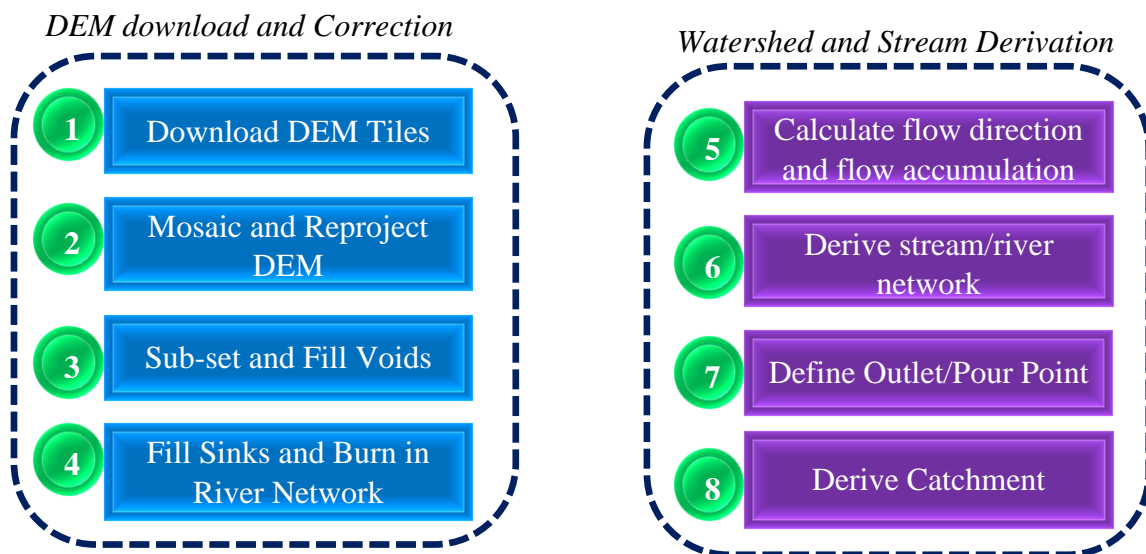 DEM download and Correction
1
Download DEM Tiles
2
Mosaic and Reproject
DEM
3
Sub-set and Fill Voids
4
Fill Sinks and Burn in
River Network
Watershed and Stream Derivation
5
Calculate flow direction
and flow accumulation
6
Derive stream/river
network
7
Define Outlet/Pour Point
8
Derive Catchment